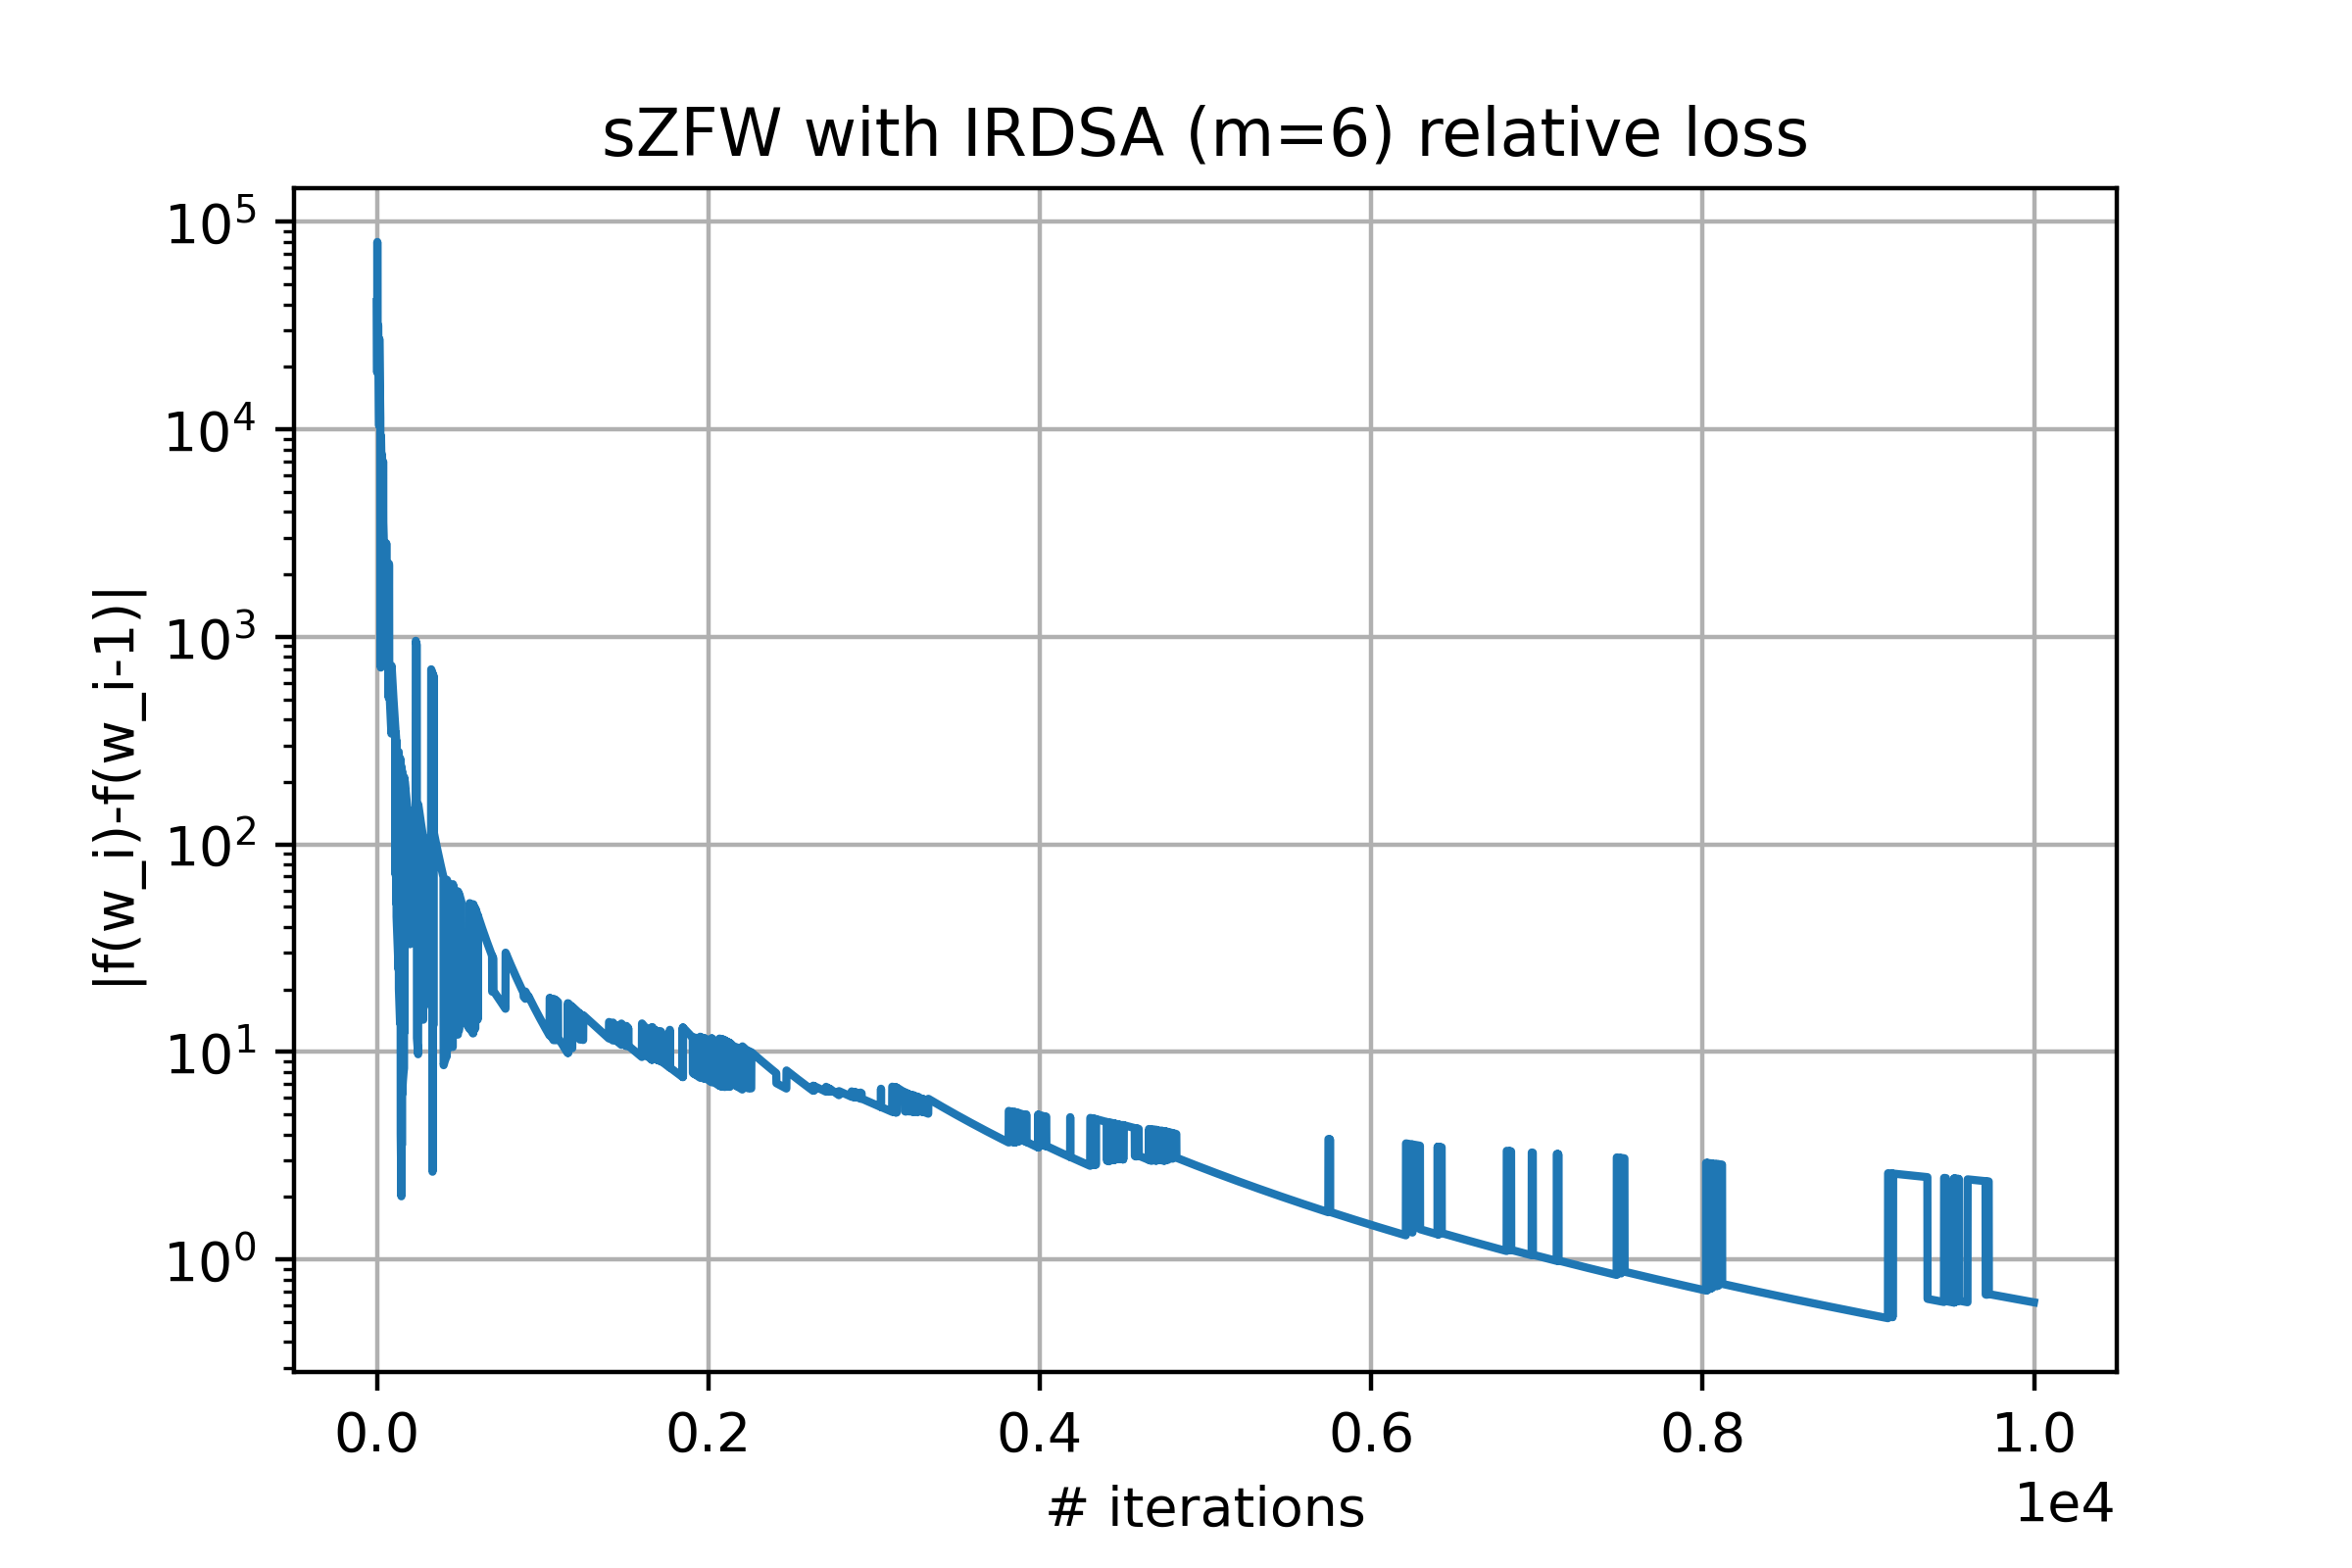 sZFW with IRDSA (m=6) relative loss
|f(w_i)-f(w_i-1)|
10^5
10^4
10^3
10^2
10^1
10^0
0.0 0.2 0.4 0.6 0.8 1.0
1e4
# iterations